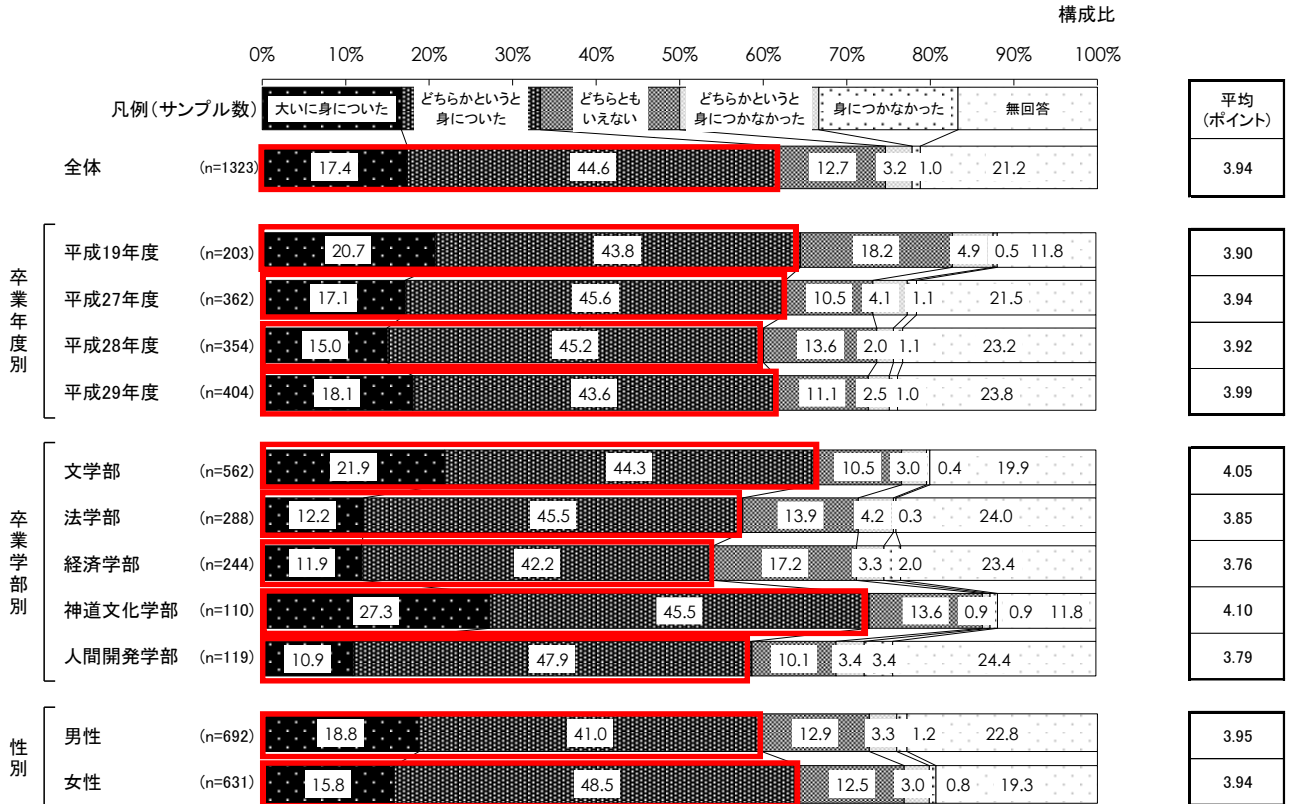 構成比
0% 10% 20% 30% 40% 50% 60% 70% 80% 90% 100%
凡例(サンプル数) 大いに身についた どちらかというと 身についた どちらとも いえない どちらかというと 身につかなかった 身につかなかった 無回答 平均 (ポイント)
全体 (n=1323) 17.4 44.6 12.7 3.2 1.0 21.2 3.94
卒業年度別
平成19年度 (n=203) 20.7 43.8 18.2 4.9 0.5 11.8 3.90
平成27年度 (n=362) 17.1 45.6 10.5 4.1 1.1 21.5 3.94
平成28年度 (n=354) 15.0 45.2 13.6 2.0 1.1 23.2 3.92
平成29年度 (n=404) 18.1 43.6 11.1 2.5 1.0 23.8 3.99
卒業学部別
文学部 (n=562) 21.9 44.3 10.5 3.0 0.4 19.9 4.05
法学部 (n=288) 12.2 45.5 13.9 4.2 0.3 24.0 3.85
経済学部 (n=244) 11.9 42.2 17.2 3.3 2.0 23.4 3.76
神道文化学部 (n=110) 27.3 45.5 13.6 0.9 0.9 11.8 4.10
人間開発学部 (n=119) 10.9 47.9 10.1 3.4 3.4 24.4 3.79
性別
男性 (n=692) 18.8 41.0 12.9 3.3 1.2 22.8 3.95
女性 (n=631) 15.8 48.5 12.5 3.0 0.8 19.3 3.94